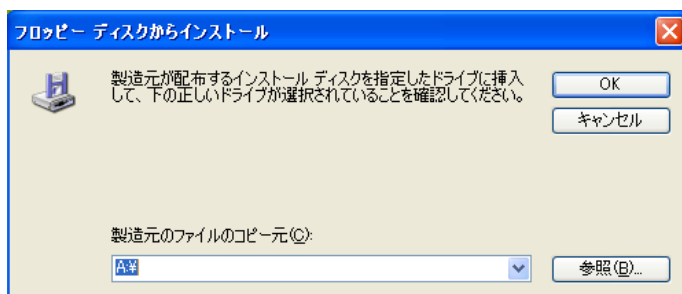 フロッピー ディスクからインストール
製造元が配布するインストール ディスクを指定したドライブに挿入
して、下の正しいドライブが選択されていることを確認してください。
OK
キャンセル
製造元のファイルのコピー元(C):
A:¥
参照(B)...